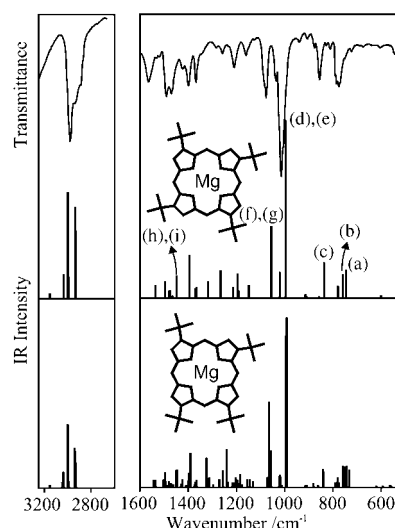 Transmittance
IR Intensity
(d),(e)
Mg
(f),(g)
(h),(i)
(b)
(c)
(a)
Mg
3200 2800 1600 1400 1200 1000 800 600
Wavenumber /cm⁻¹